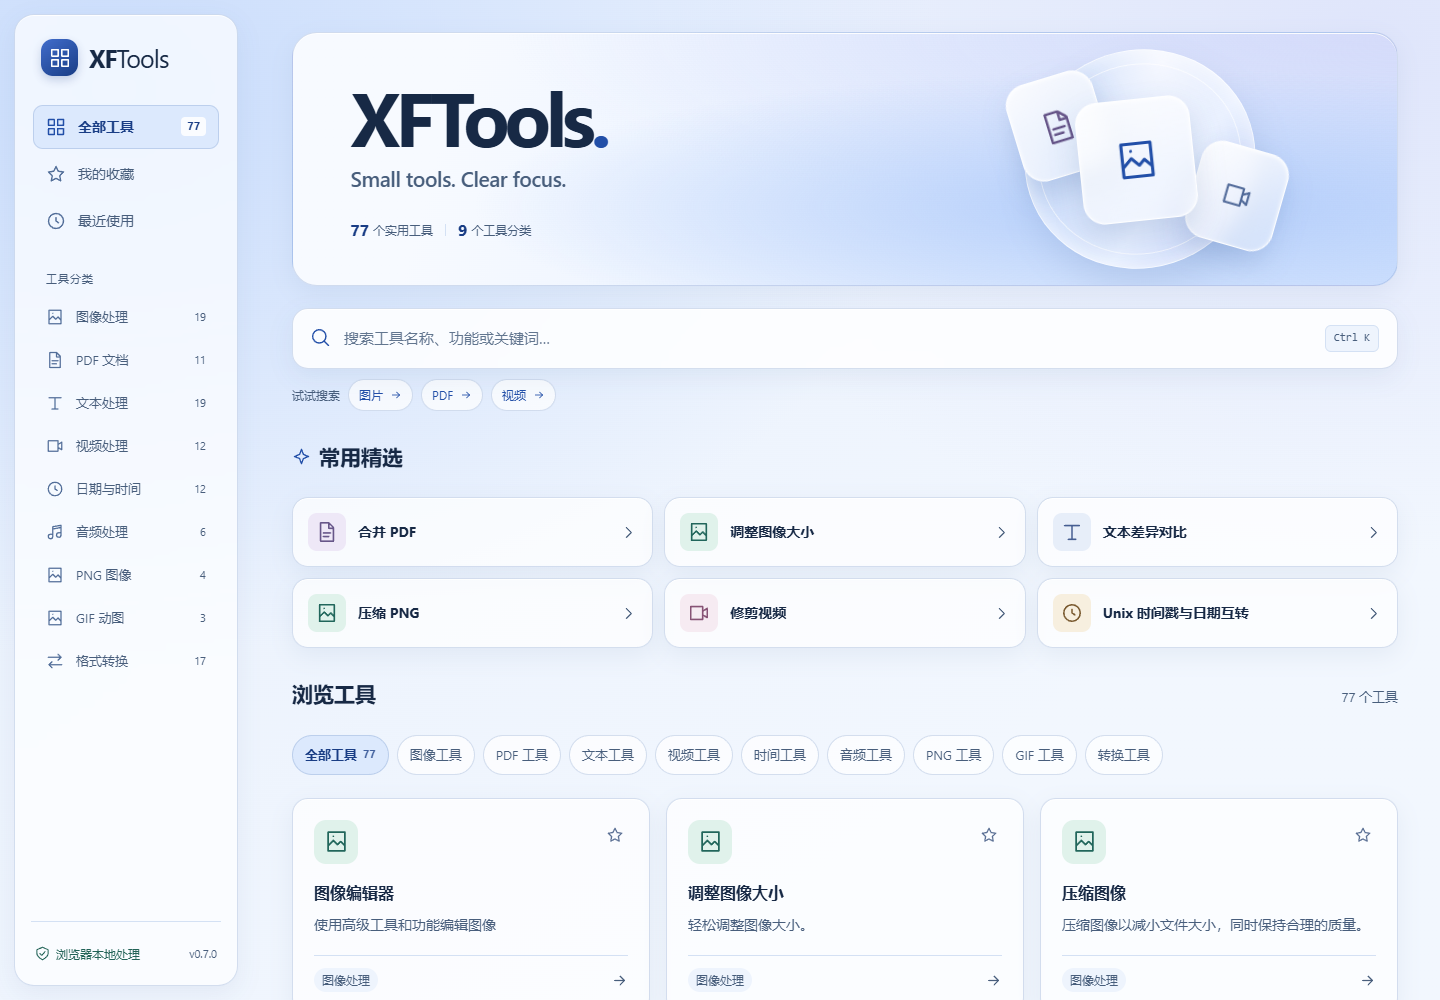 XFTools
全部工具 77
我的收藏
最近使用
工具分类
图像处理 19
PDF 文档 11
文本处理 19
视频处理 12
日期与时间 12
音频处理 6
PNG 图像 4
GIF 动图 3
格式转换 17
浏览器本地处理 v0.7.0
XFTools.
Small tools. Clear focus.
77 个实用工具 9 个工具分类
搜索工具名称、功能或关键词... Ctrl K
试试搜索 图片 PDF 视频
常用精选
合并 PDF 调整图像大小 文本差异对比
压缩 PNG 修剪视频 Unix 时间戳与日期互转
浏览工具 77 个工具
全部工具 77 图像工具 PDF 工具 文本工具 视频工具 时间工具 音频工具 PNG 工具 GIF 工具 转换工具
图像编辑器
使用高级工具和功能编辑图像
图像处理
调整图像大小
轻松调整图像大小。
图像处理
压缩图像
压缩图像以减小文件大小，同时保持合理的质量。
图像处理